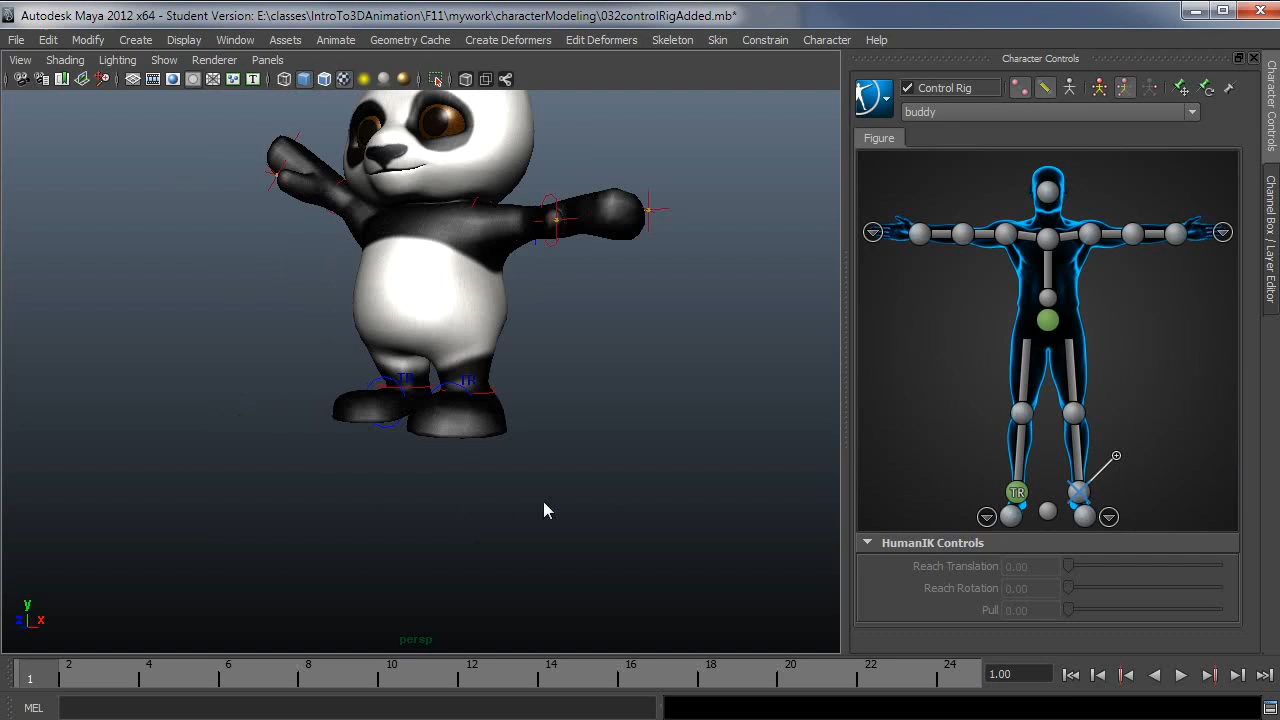 Autodesk Maya 2012 x64 - Student Version: E:\classes\IntroTo3DAnimation\F11\mywork\characterModeling\032controlRigAdded.mb*
File Edit Modify Create Display Window Assets Animate Geometry Cache Create Deformers Edit Deformers Skeleton Skin Constrain Character Help
View Shading Lighting Show Renderer Panels
Character Controls
Control Rig
buddy
Figure
Character Controls
Channel Box / Layer Editor
TR TR
TR
HumanIK Controls
Reach Translation 0.00
Reach Rotation 0.00
Pull 0.00
y
z x
persp
1 2 4 6 8 10 12 14 16 18 20 22 24 1.00
MEL